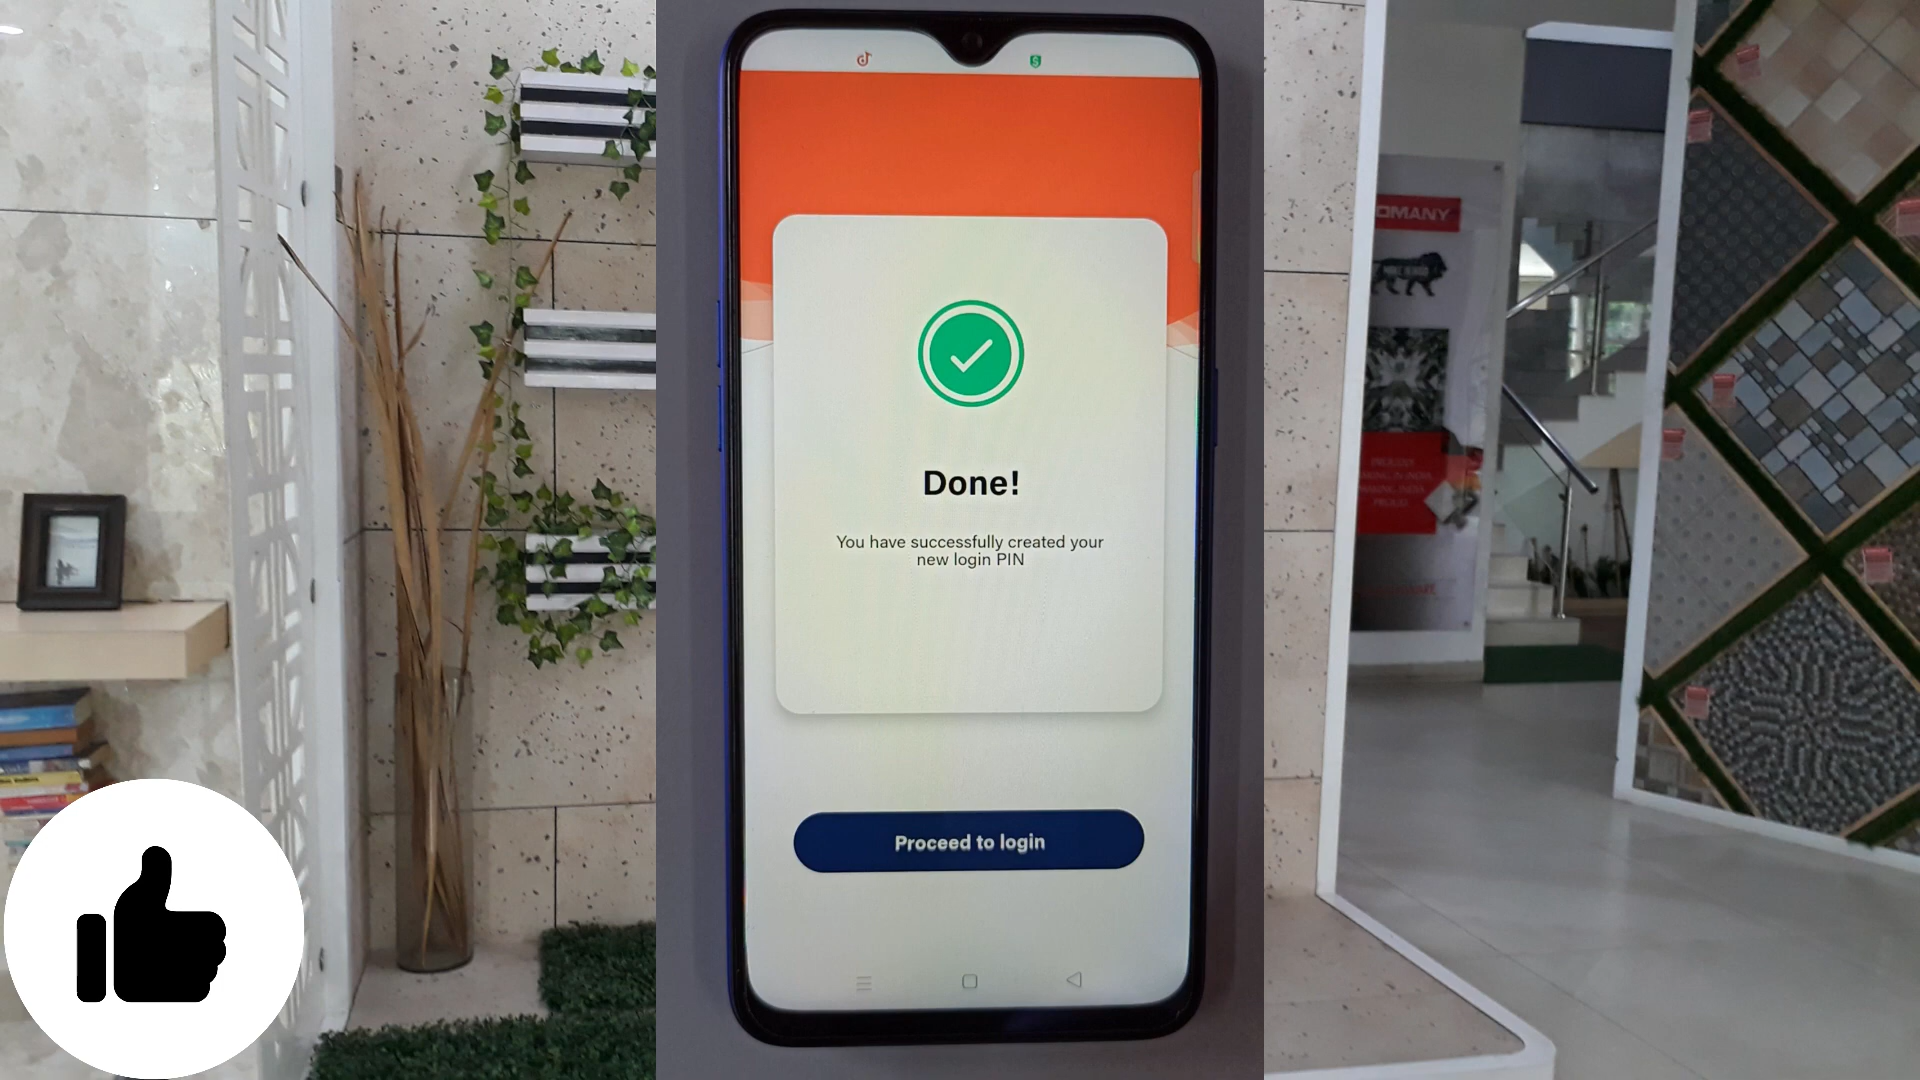 Done!
You have successfully created your
new login PIN
Proceed to login
OMANY